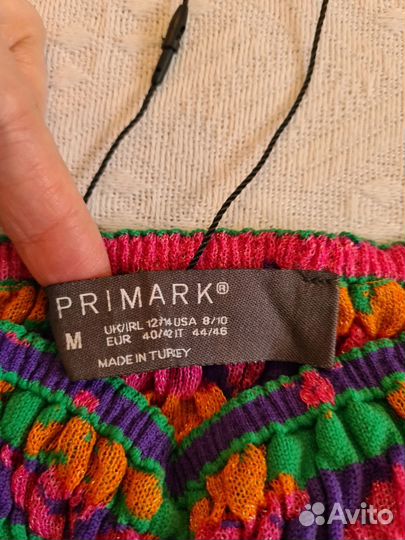 PRIMARK®
M
UK/IRL 12/14 USA 8/10
EUR 40/42 IT 44/46
MADE IN TURKEY
Avito